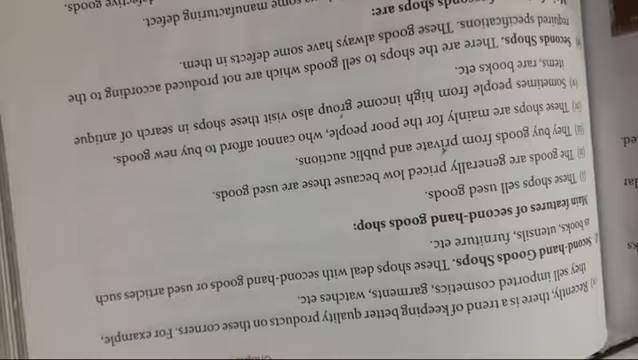 Recently, there is a trend of keeping better quality products on these corners. For example,
they sell imported cosmetics, garments, watches etc.
Second-hand Goods Shops. These shops deal with second-hand goods or used articles such
as books, utensils, furniture etc.
Main features of second-hand goods shop:
(i) These shops sell used goods.
(ii) The goods are generally priced low because these are used goods.
(iii) They buy goods from private and public auctions.
(iv) These shops are mainly for the poor people, who cannot afford to buy new goods.
(v) Sometimes people from high income group also visit these shops in search of antique
items, rare books etc.
Seconds Shops. There are the shops to sell goods which are not produced according to the
required specifications. These goods always have some defects in them.
seconds shops are:
some manufacturing defect.
defective goods.